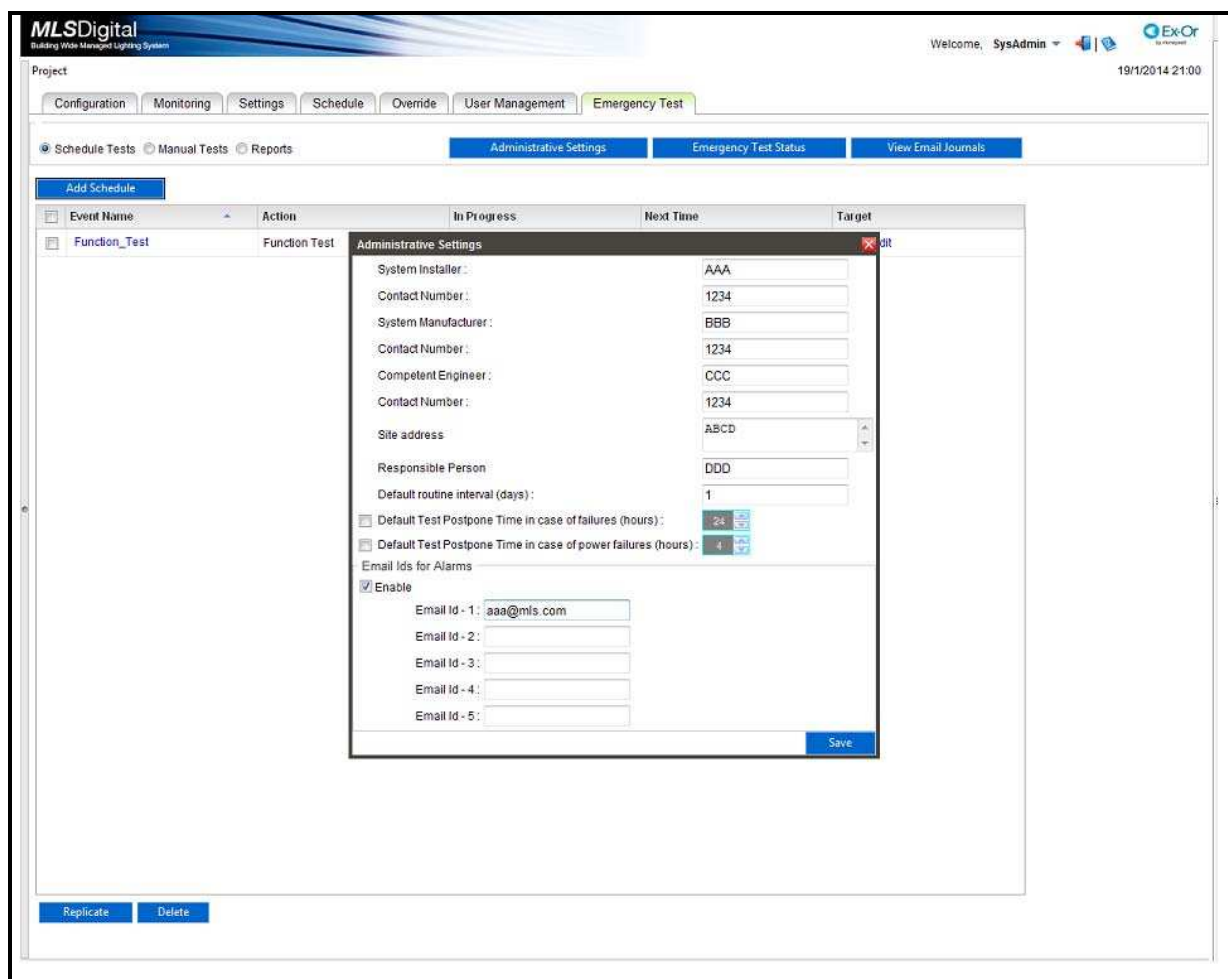 MLSDigital
Building Wide Managed Lighting System
Welcome, SysAdmin
Ex-Or
by Honeywell
Project
19/1/2014 21:00
Configuration Monitoring Settings Schedule Override User Management Emergency Test
Schedule Tests Manual Tests Reports Administrative Settings Emergency Test Status View Email Journals
Add Schedule
Event Name Action In Progress Next Time Target
Function_Test Function Test dit
Administrative Settings
System Installer : AAA
Contact Number : 1234
System Manufacturer : BBB
Contact Number : 1234
Competent Engineer : CCC
Contact Number : 1234
Site address ABCD
Responsible Person DDD
Default routine interval (days) : 1
Default Test Postpone Time in case of failures (hours) : 24
Default Test Postpone Time in case of power failures (hours) : 4
Email Ids for Alarms
Enable
Email Id - 1 : aaa@mls.com
Email Id - 2 :
Email Id - 3 :
Email Id - 4 :
Email Id - 5 :
Save
Replicate Delete